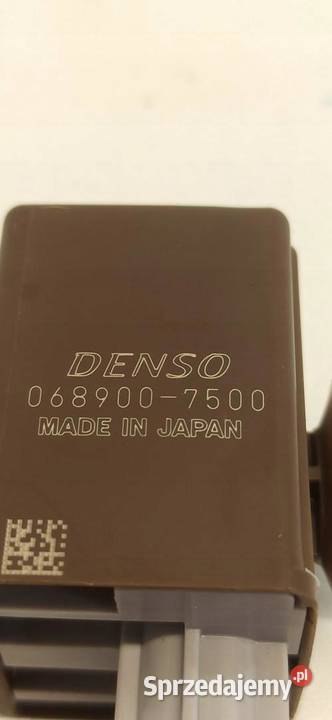 DENSO
068900-7500
MADE IN JAPAN
Sprzedajemy.pl